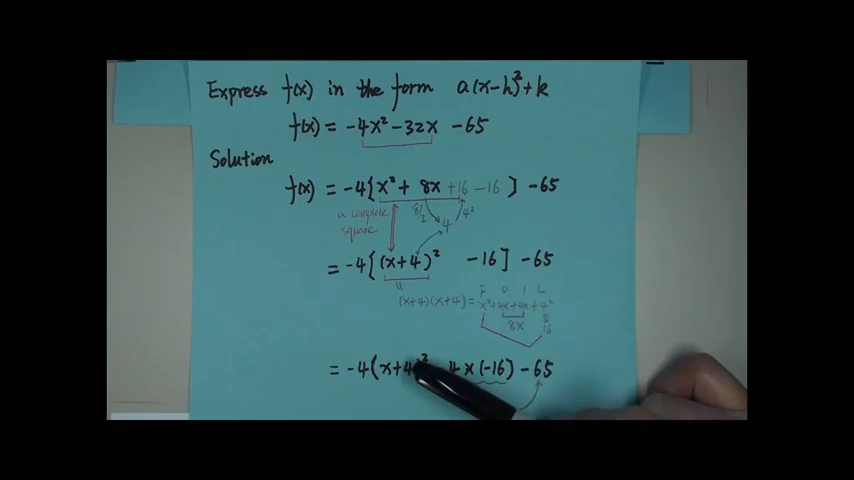 Express f(x) in the form a(x-h)²+k
f(x) = -4x² -32x -65
Solution
f(x) = -4{x² + 8x +16 -16 ] -65
a complete square
8/2
4
4²
= -4[(x+4)² -16] -65
u
F O I L
(x+4)(x+4) = x²+4x+4x+4²
8x
16
= -4(x+4)² 4x(-16) -65